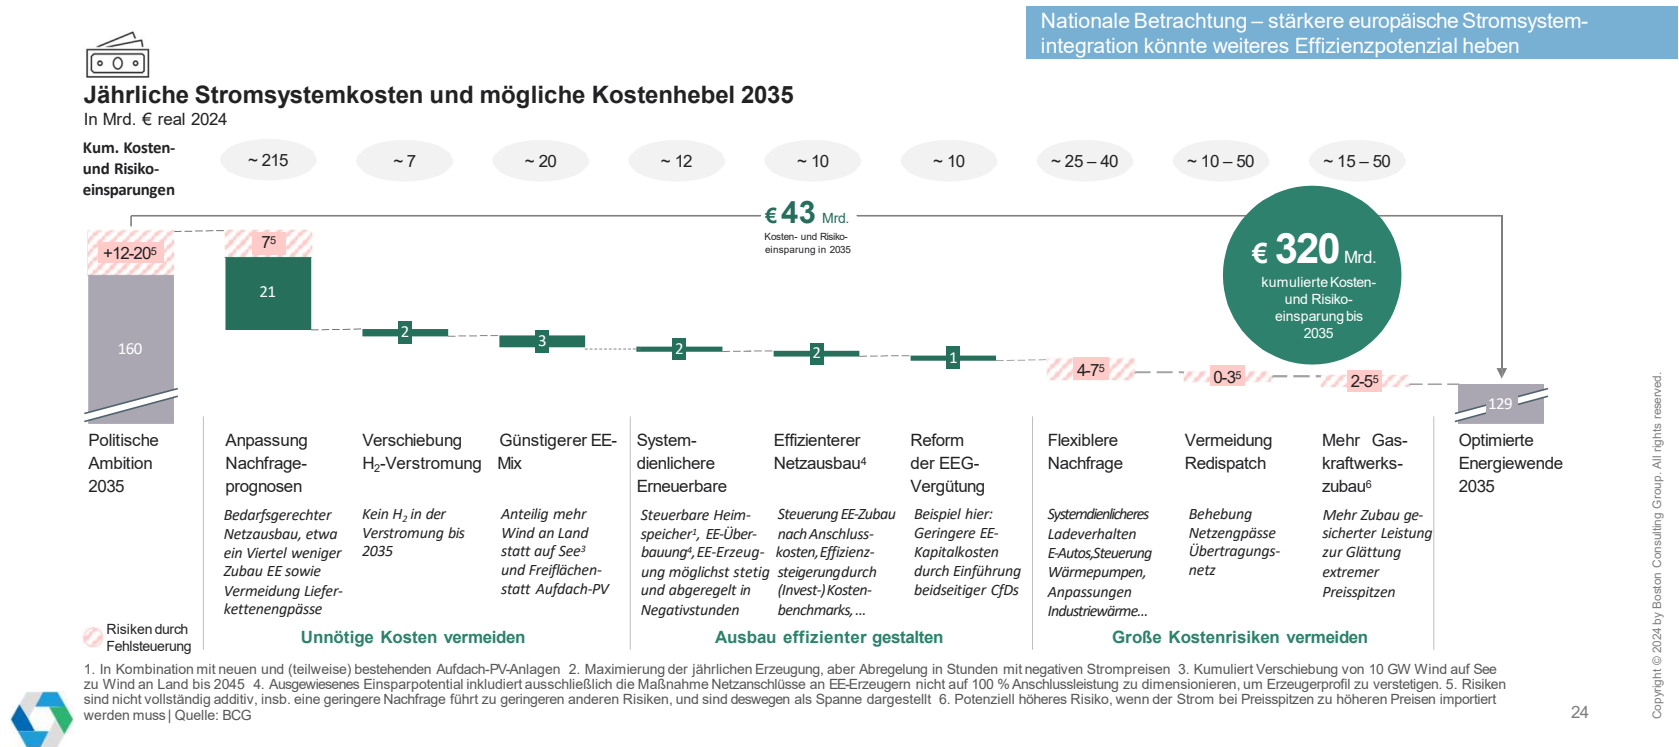 Nationale Betrachtung – stärkere europäische Stromsystem-
integration könnte weiteres Effizienzpotenzial heben
Jährliche Stromsystemkosten und mögliche Kostenhebel 2035
In Mrd. € real 2024
Kum. Kosten-
und Risiko-
einsparungen
~ 215
~ 7
~ 20
~ 12
~ 10
~ 10
~ 25 – 40
~ 10 – 50
~ 15 – 50
€ 43 Mrd.
Kosten- und Risiko-
einsparung in 2035
€ 320 Mrd.
kumulierte Kosten-
und Risiko-
einsparung bis
2035
+12-20⁵
160
7⁵
21
2
3
2
2
1
4-7⁵
0-3⁵
2-5⁵
129
Politische
Ambition
2035
Anpassung
Nachfrage-
prognosen
Bedarfsgerechter
Netzausbau, etwa
ein Viertel weniger
Zubau EE sowie
Vermeidung Liefer-
kettenengpässe
Verschiebung
H₂-Verstromung
Kein H₂ in der
Verstromung bis
2035
Günstigerer EE-
Mix
Anteilig mehr
Wind an Land
statt auf See³
und Freiflächen-
statt Aufdach-PV
System-
dienlichere
Erneuerbare
Steuerbare Heim-
speicher¹, EE-Über-
bauung⁴, EE-Erzeug-
ung möglichst stetig
und abgeregelt in
Negativstunden
Effizienterer
Netzausbau⁴
Steuerung EE-Zubau
nach Anschluss-
kosten, Effizienz-
steigerung durch
(Invest-) Kosten-
benchmarks, ...
Reform
der EEG-
Vergütung
Beispiel hier:
Geringere EE-
Kapitalkosten
durch Einführung
beidseitiger CfDs
Flexiblere
Nachfrage
Systemdienlicheres
Ladeverhalten
E-Autos, Steuerung
Wärmepumpen,
Anpassungen
Industriewärme...
Vermeidung
Redispatch
Behebung
Netzengpässe
Übertragungs-
netz
Mehr Gas-
kraftwerks-
zubau⁶
Mehr Zubau ge-
sicherter Leistung
zur Glättung
extremer
Preisspitzen
Optimierte
Energiewende
2035
Risiken durch
Fehlsteuerung
Unnötige Kosten vermeiden
Ausbau effizienter gestalten
Große Kostenrisiken vermeiden
1. In Kombination mit neuen und (teilweise) bestehenden Aufdach-PV-Anlagen 2. Maximierung der jährlichen Erzeugung, aber Abregelung in Stunden mit negativen Strompreisen 3. Kumuliert Verschiebung von 10 GW Wind auf See
zu Wind an Land bis 2045 4. Ausgewiesenes Einsparpotential inkludiert ausschließlich die Maßnahme Netzanschlüsse an EE-Erzeugern nicht auf 100 % Anschlussleistung zu dimensionieren, um Erzeugerprofil zu verstetigen. 5. Risiken
sind nicht vollständig additiv, insb. eine geringere Nachfrage führt zu geringeren anderen Risiken, und sind deswegen als Spanne dargestellt 6. Potenziell höheres Risiko, wenn der Strom bei Preisspitzen zu höheren Preisen importiert
werden muss | Quelle: BCG
24
Copyright © 2024 by Boston Consulting Group. All rights reserved.